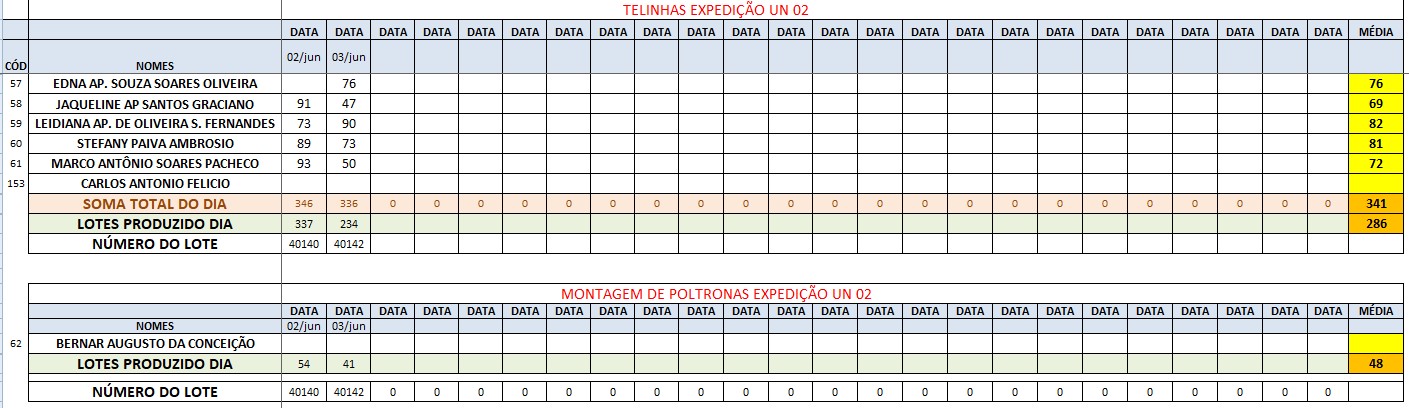 TELINHAS EXPEDIÇÃO UN 02
DATA DATA DATA DATA DATA DATA DATA DATA DATA DATA DATA DATA DATA DATA DATA DATA DATA DATA DATA DATA DATA DATA DATA DATA MÉDIA
CÓD NOMES 02/jun 03/jun
57 EDNA AP. SOUZA SOARES OLIVEIRA 76 76
58 JAQUELINE AP SANTOS GRACIANO 91 47 69
59 LEIDIANA AP. DE OLIVEIRA S. FERNANDES 73 90 82
60 STEFANY PAIVA AMBROSIO 89 73 81
61 MARCO ANTÔNIO SOARES PACHECO 93 50 72
153 CARLOS ANTONIO FELICIO
SOMA TOTAL DO DIA 346 336 0 0 0 0 0 0 0 0 0 0 0 0 0 0 0 0 0 0 0 0 0 0 341
LOTES PRODUZIDO DIA 337 234 286
NÚMERO DO LOTE 40140 40142
MONTAGEM DE POLTRONAS EXPEDIÇÃO UN 02
DATA DATA DATA DATA DATA DATA DATA DATA DATA DATA DATA DATA DATA DATA DATA DATA DATA DATA DATA DATA DATA DATA DATA DATA MÉDIA
NOMES 02/jun 03/jun
62 BERNAR AUGUSTO DA CONCEIÇÃO
LOTES PRODUZIDO DIA 54 41 48
NÚMERO DO LOTE 40140 40142 0 0 0 0 0 0 0 0 0 0 0 0 0 0 0 0 0 0 0 0 0 0